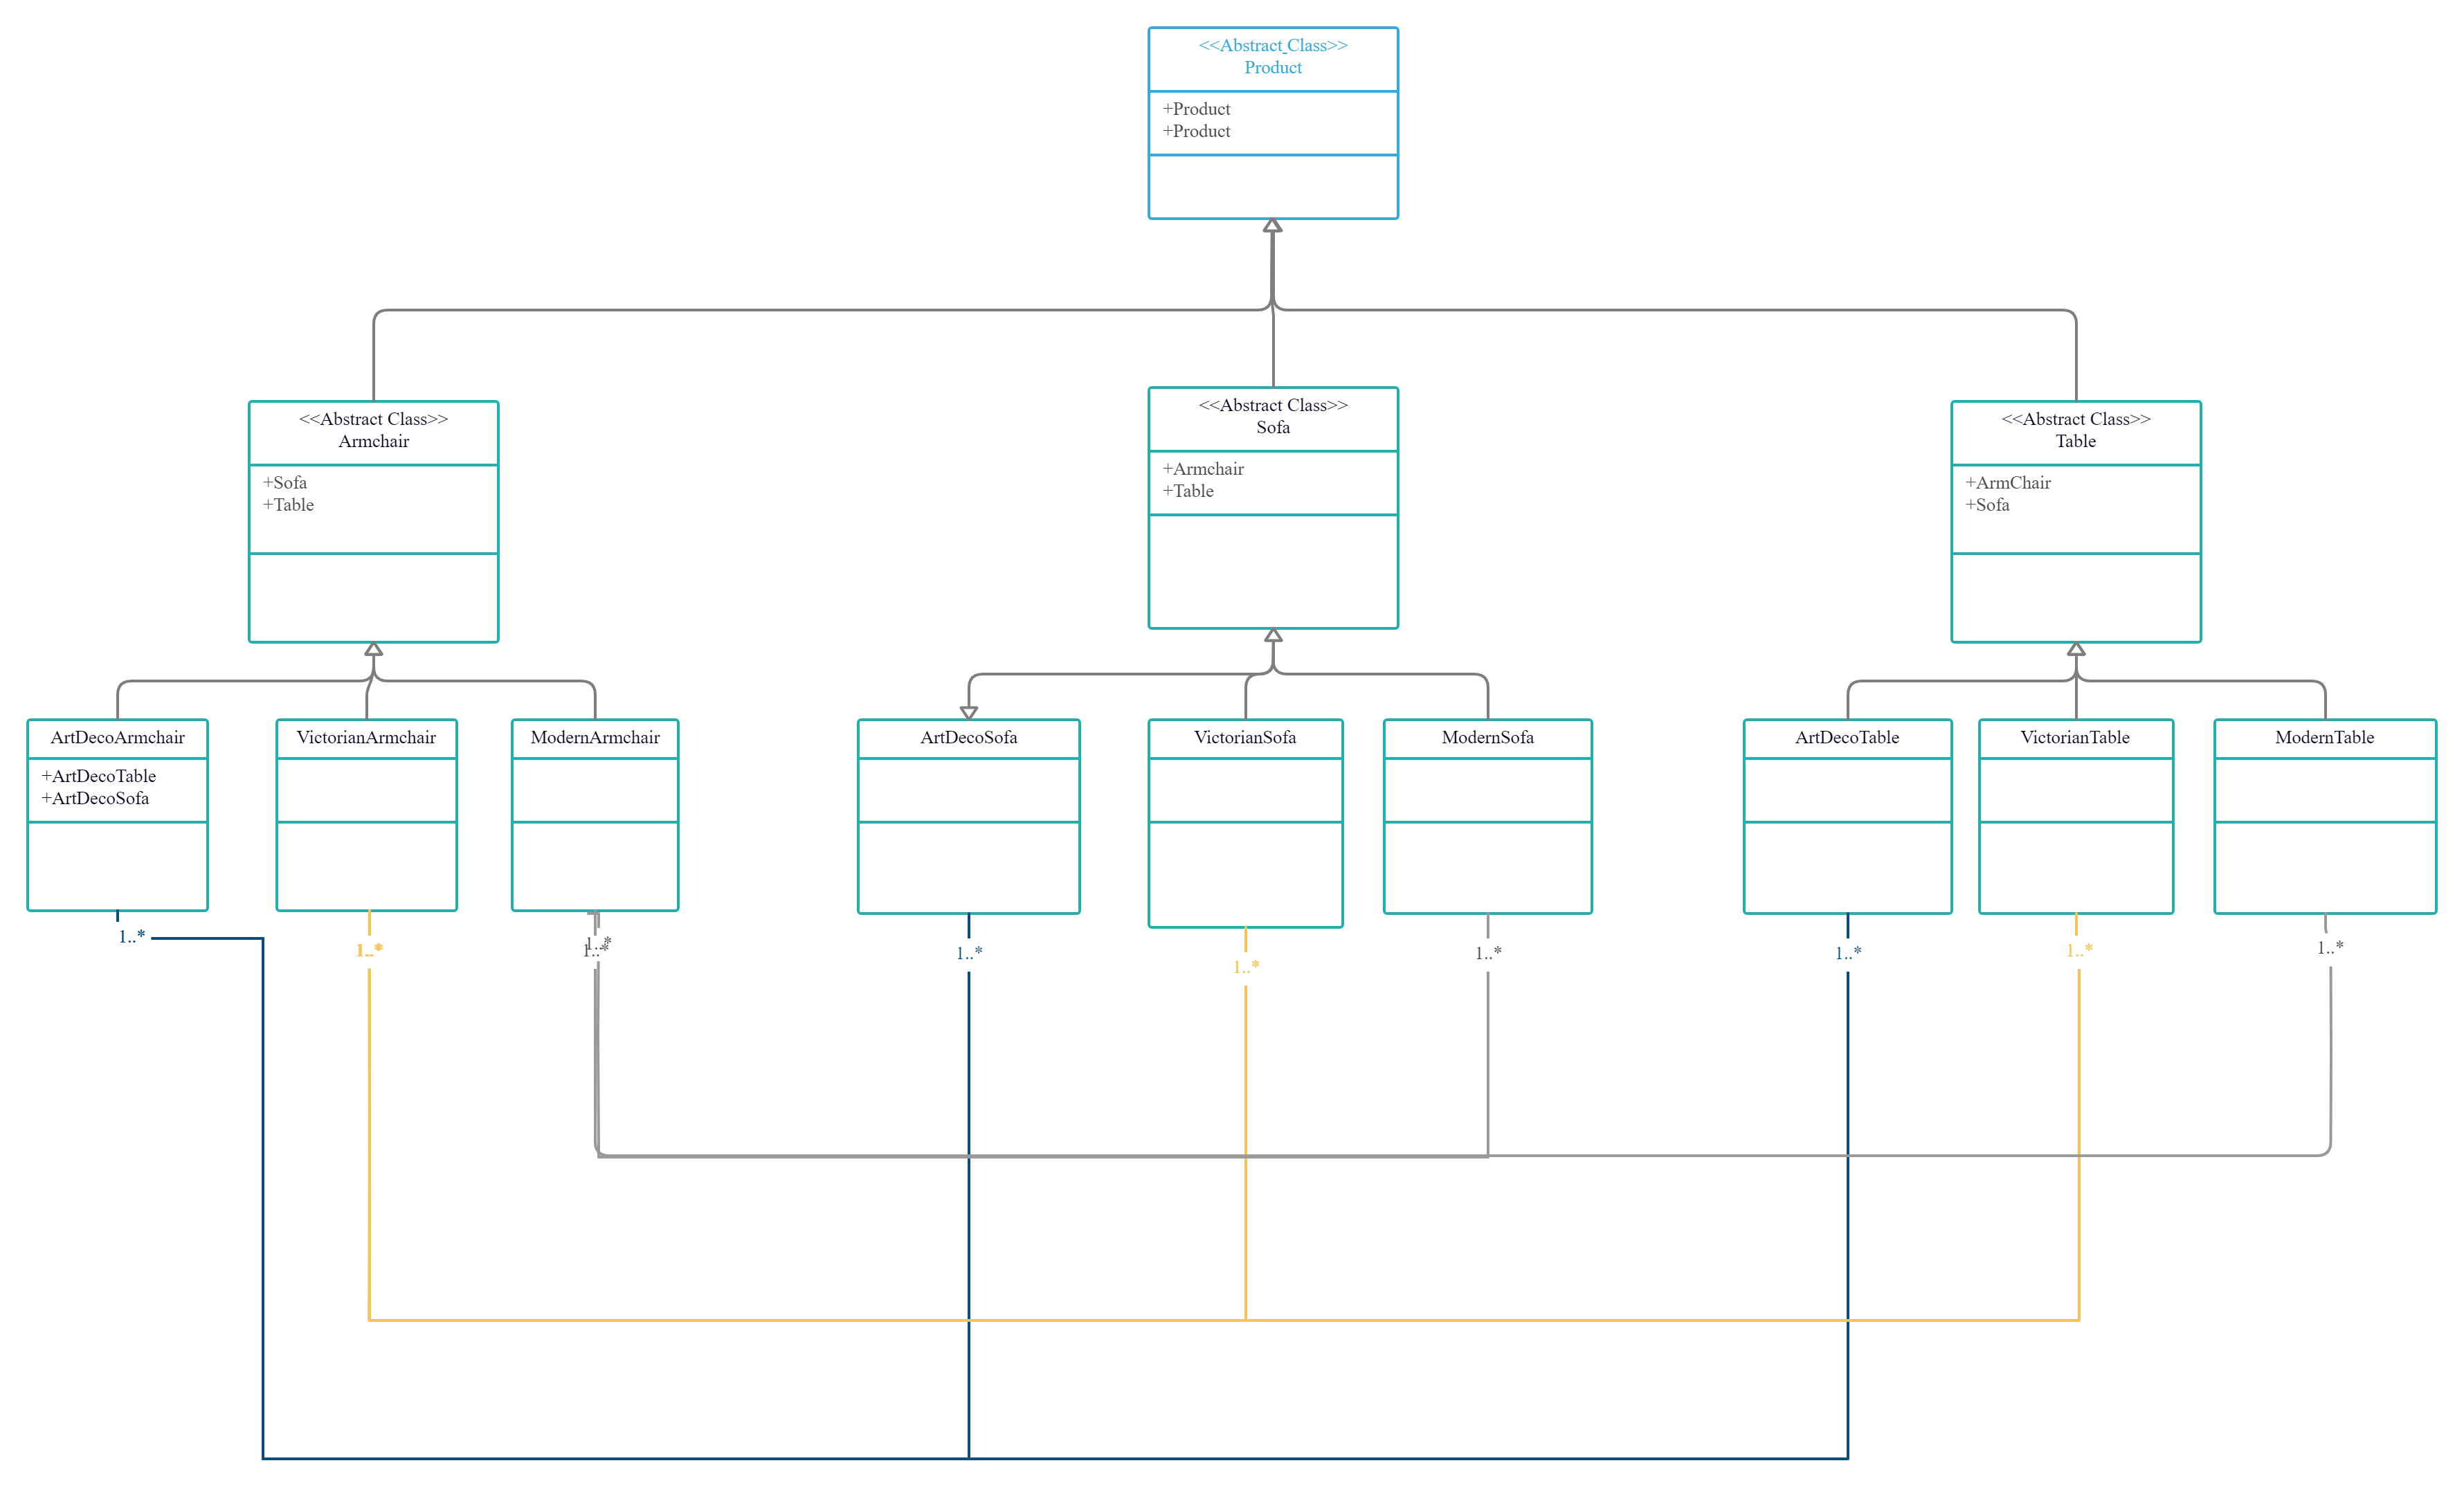 <<Abstract Class>>
Product
+Product
+Product
<<Abstract Class>>
Armchair
+Sofa
+Table
<<Abstract Class>>
Sofa
+Armchair
+Table
<<Abstract Class>>
Table
+ArmChair
+Sofa
ArtDecoArmchair
+ArtDecoTable
+ArtDecoSofa
VictorianArmchair
ModernArmchair
ArtDecoSofa
VictorianSofa
ModernSofa
ArtDecoTable
VictorianTable
ModernTable
1..*
1..*
1..*
1..*
1..*
1..*
1..*
1..*
1..*
1..*